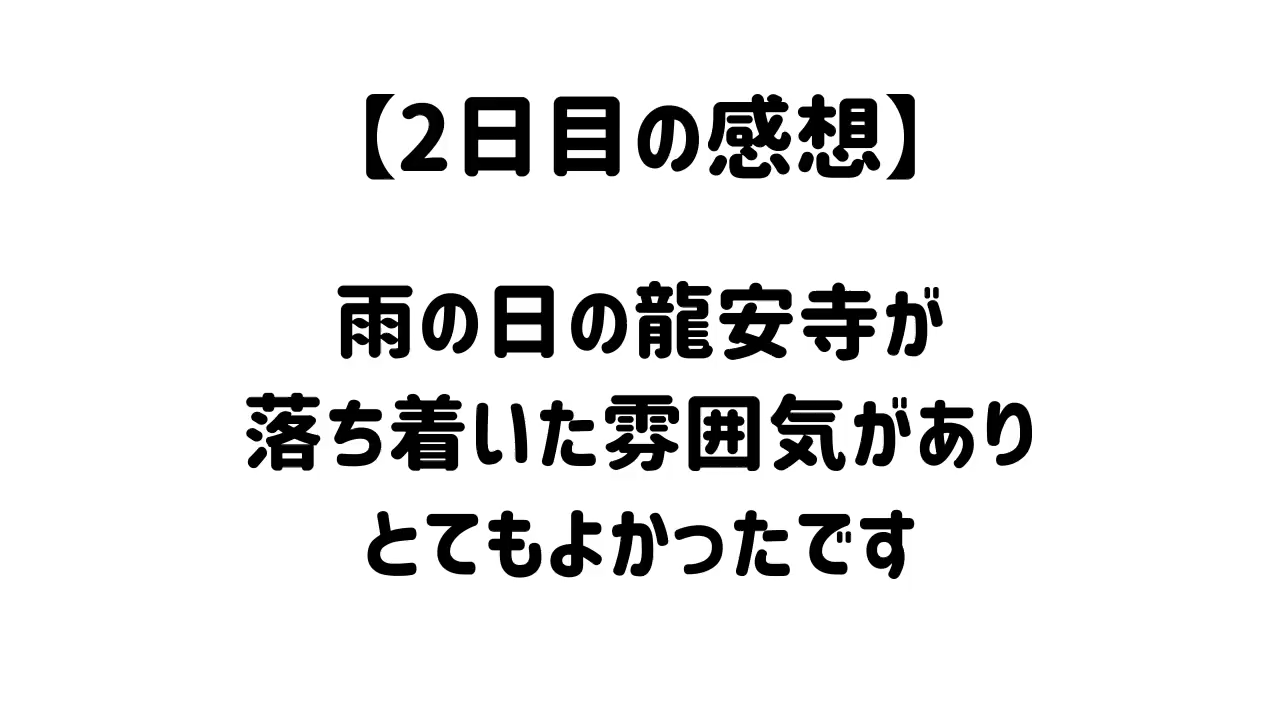 【2日目の感想】
雨の日の龍安寺が
落ち着いた雰囲気があり
とてもよかったです